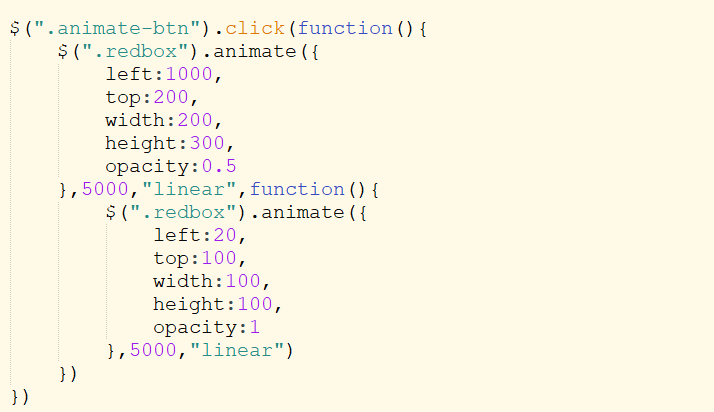 $(".animate-btn").click(function(){
    $(".redbox").animate({
        left:1000,
        top:200,
        width:200,
        height:300,
        opacity:0.5
    },5000,"linear",function(){
        $(".redbox").animate({
            left:20,
            top:100,
            width:100,
            height:100,
            opacity:1
        },5000,"linear")
    })
})